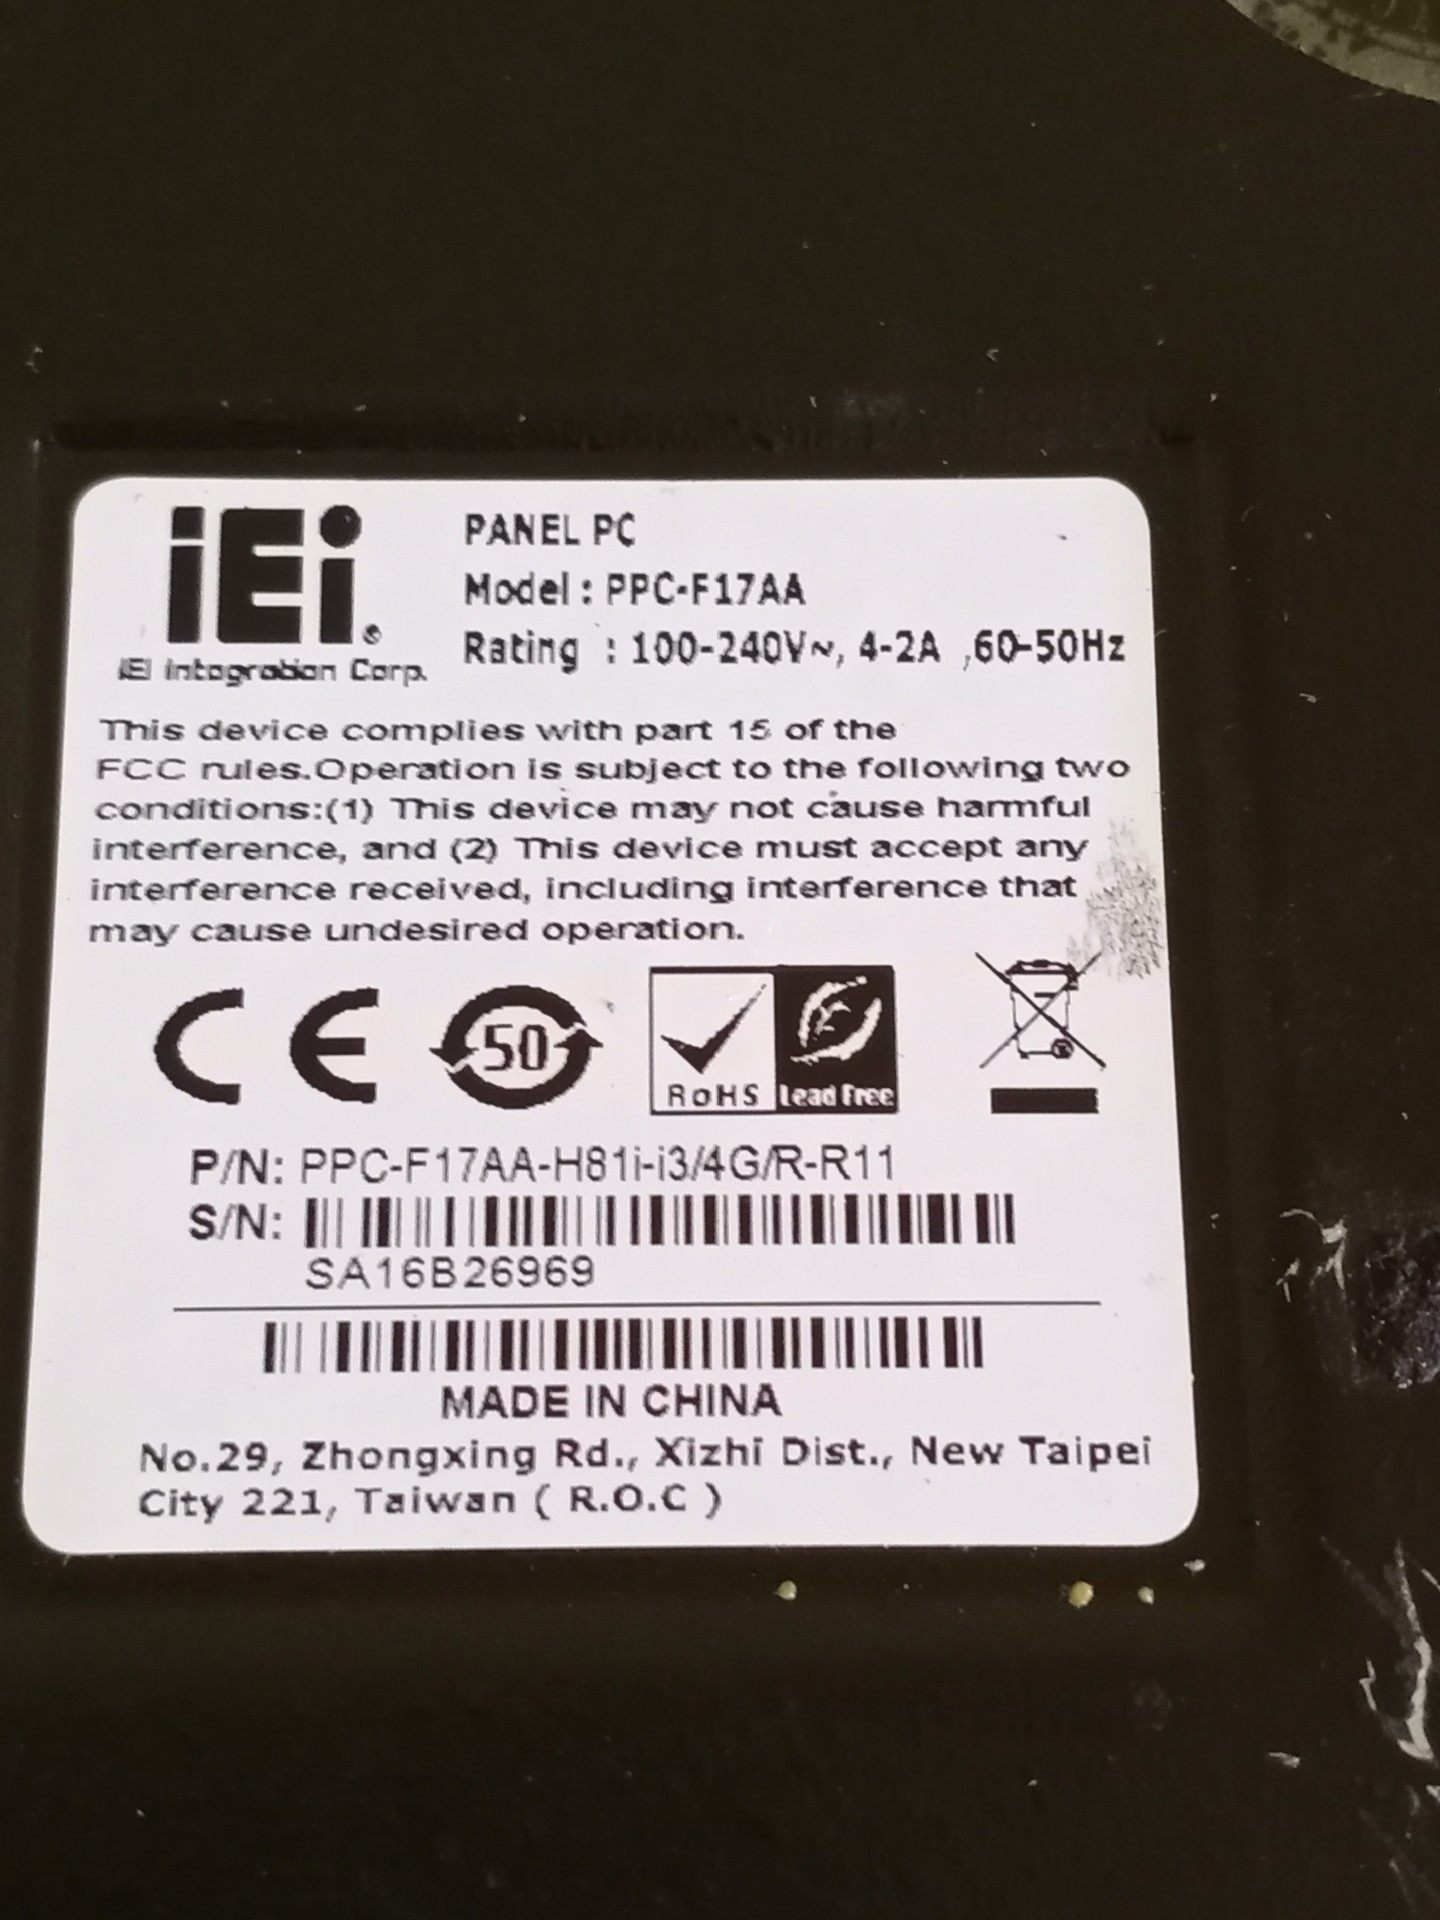 iEi®
IEI Integration Corp.
PANEL PC
Model : PPC-F17AA
Rating : 100-240V~, 4-2A ,60-50Hz
This device complies with part 15 of the
FCC rules.Operation is subject to the following two
conditions:(1) This device may not cause harmful
interference, and (2) This device must accept any
interference received, including interference that
may cause undesired operation.
CE
50
RoHS
Lead Free
P/N: PPC-F17AA-H81i-i3/4G/R-R11
S/N:
SA16B26969
MADE IN CHINA
No.29, Zhongxing Rd., Xizhi Dist., New Taipei
City 221, Taiwan ( R.O.C )